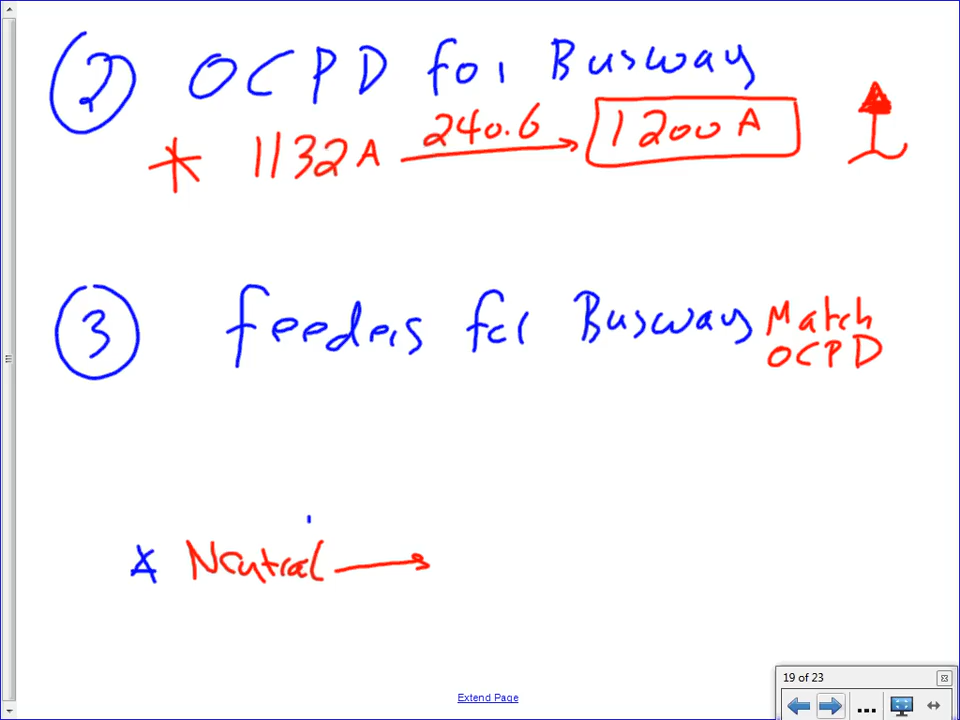 2 OCPD for Busway
* 1132A 240.6 → 1200 A
3 feeders for Busway Match
OCPD
* Neutral →
Extend Page
19 of 23
...